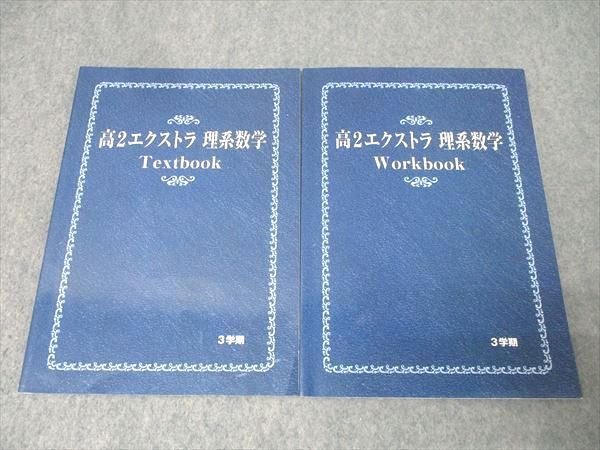 高2エクストラ 理系数学
Textbook
3学期
高2エクストラ 理系数学
Workbook
3学期